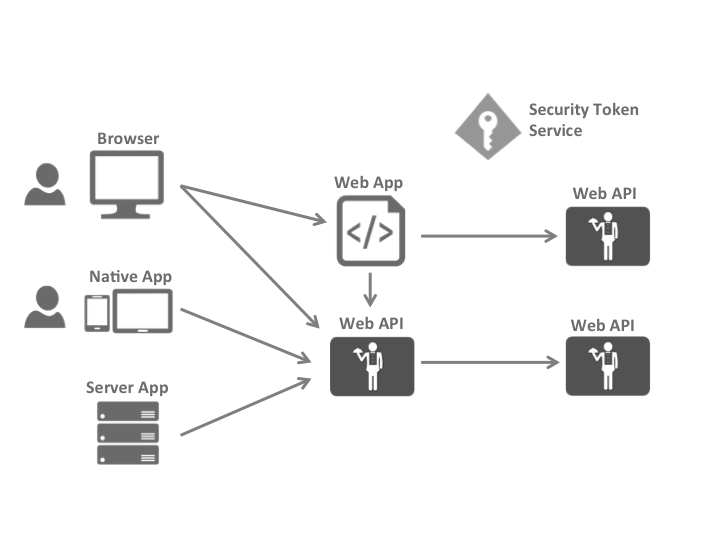 Security Token
Service
Browser
Web App
Web API
</>
Native App
Web API
Web API
Server App